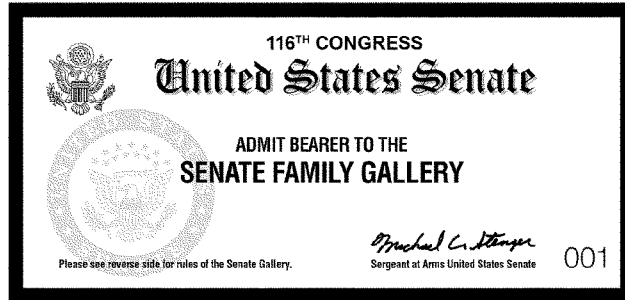 116TH CONGRESS
United States Senate
ADMIT BEARER TO THE
SENATE FAMILY GALLERY
Michael C. Stenger
Please see reverse side for rules of the Senate Gallery.
Sergeant at Arms United States Senate
001